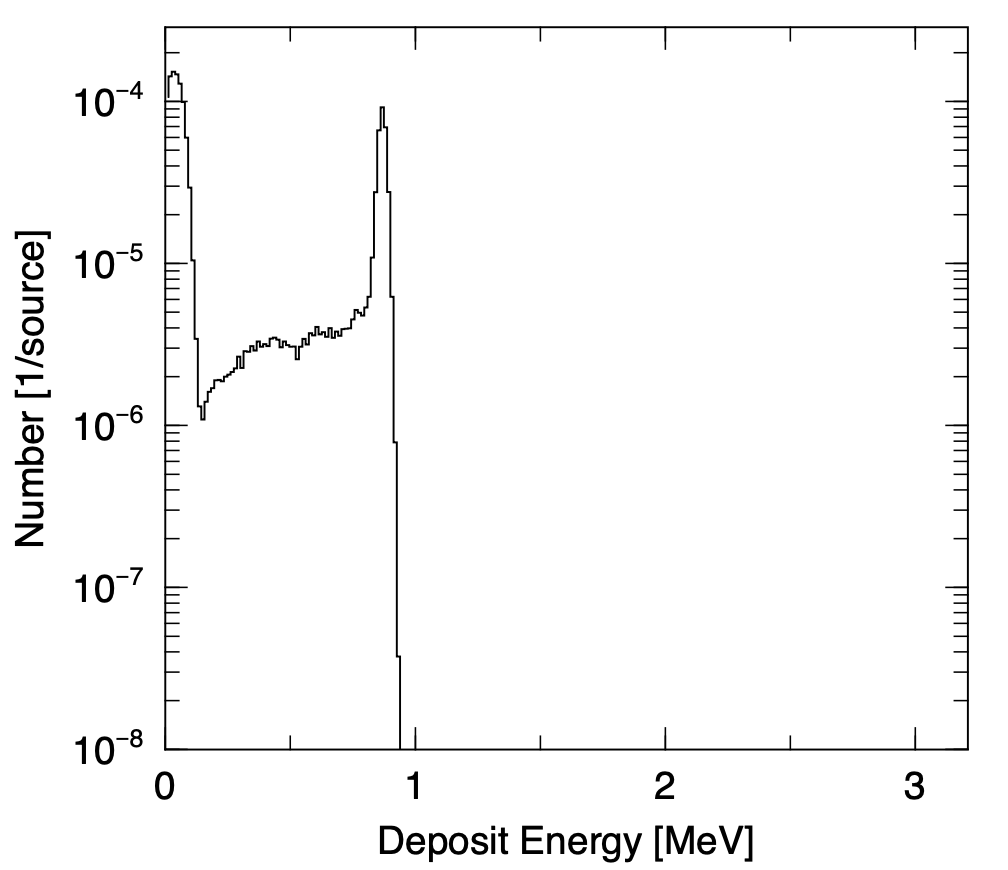 Number [1/source]
10⁻⁴
10⁻⁵
10⁻⁶
10⁻⁷
10⁻⁸
0 1 2 3
Deposit Energy [MeV]